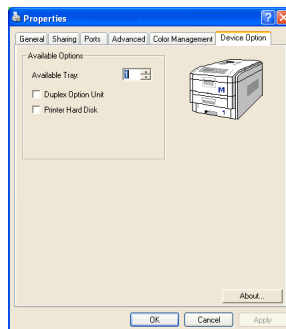 Properties
General Sharing Ports Advanced Color Management Device Option
Available Options
Available Tray: 1
Duplex Option Unit
Printer Hard Disk
M
1
About...
OK Cancel Apply